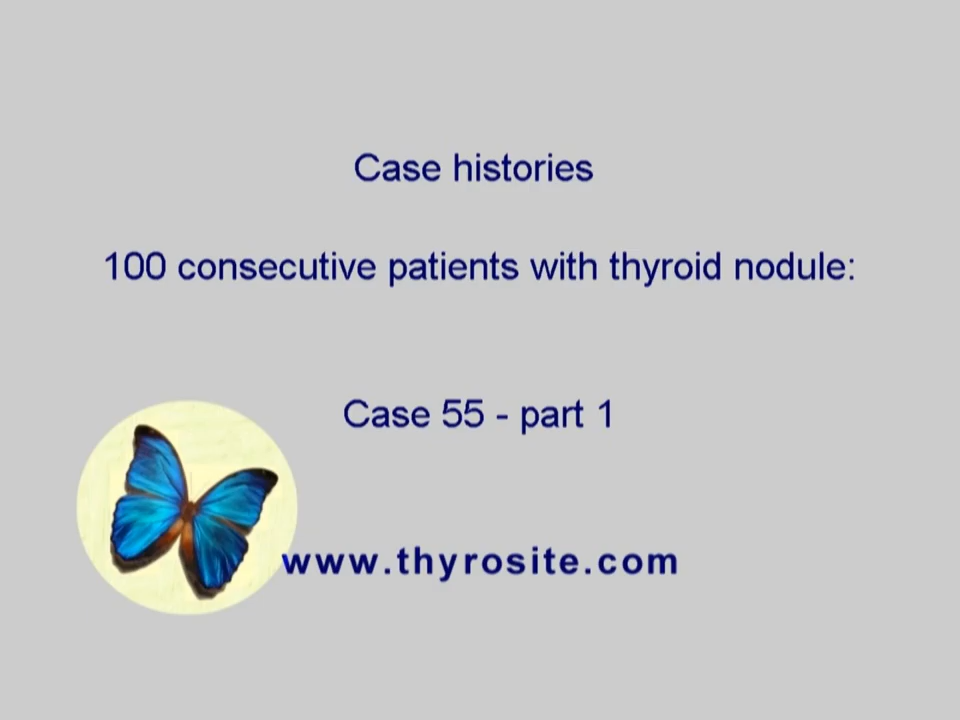 Case histories
100 consecutive patients with thyroid nodule:
Case 55 - part 1
www.thyrosite.com